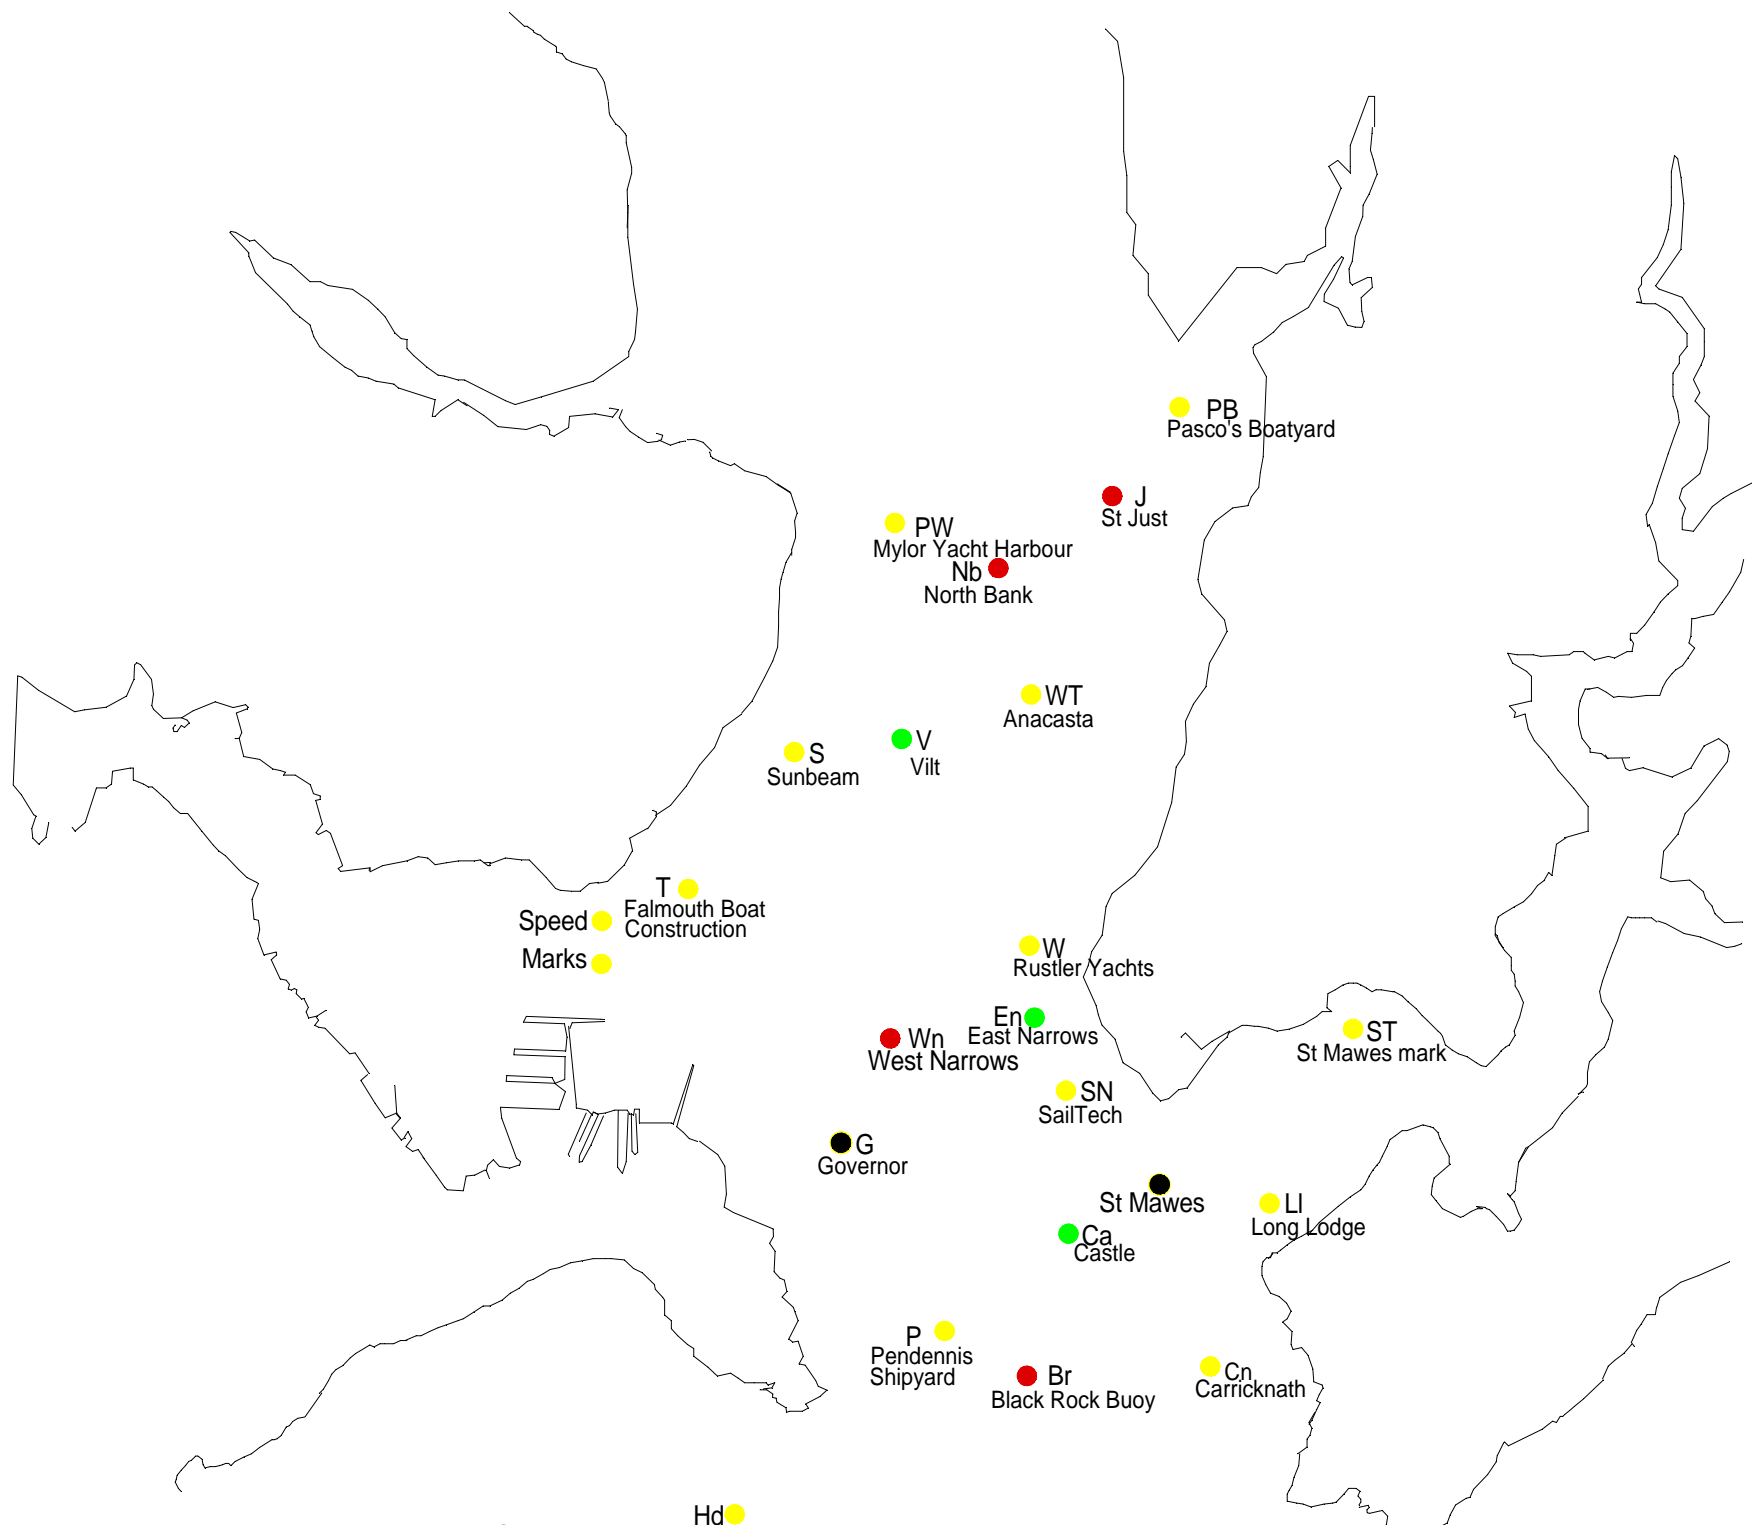 PB
Pasco's Boatyard
J
St Just
PW
Mylor Yacht Harbour
Nb
North Bank
WT
Anacasta
V
Vilt
S
Sunbeam
T
Falmouth Boat
Construction
Speed
Marks
W
Rustler Yachts
En
East Narrows
Wn
West Narrows
ST
St Mawes mark
SN
SailTech
G
Governor
St Mawes
Ll
Long Lodge
Ca
Castle
P
Pendennis
Shipyard
Br
Black Rock Buoy
Cn
Carricknath
Hd